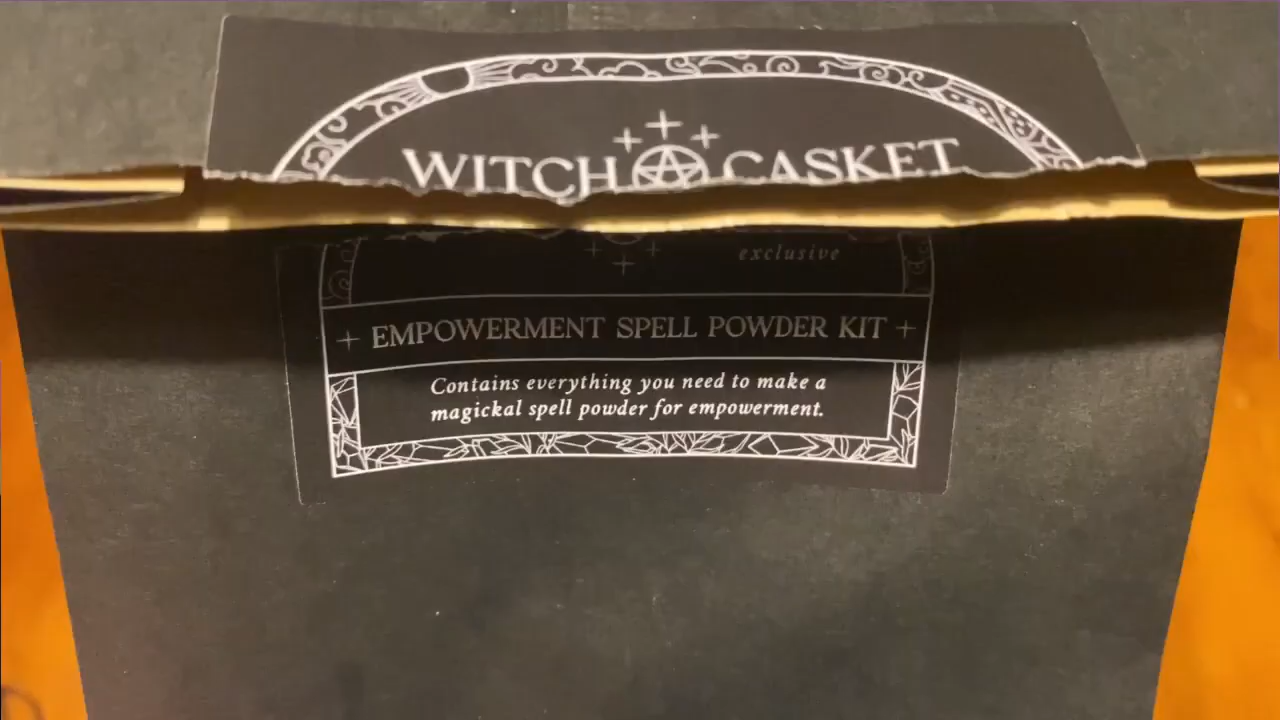 WITCH CASKET
exclusive
EMPOWERMENT SPELL POWDER KIT
Contains everything you need to make a
magickal spell powder for empowerment.